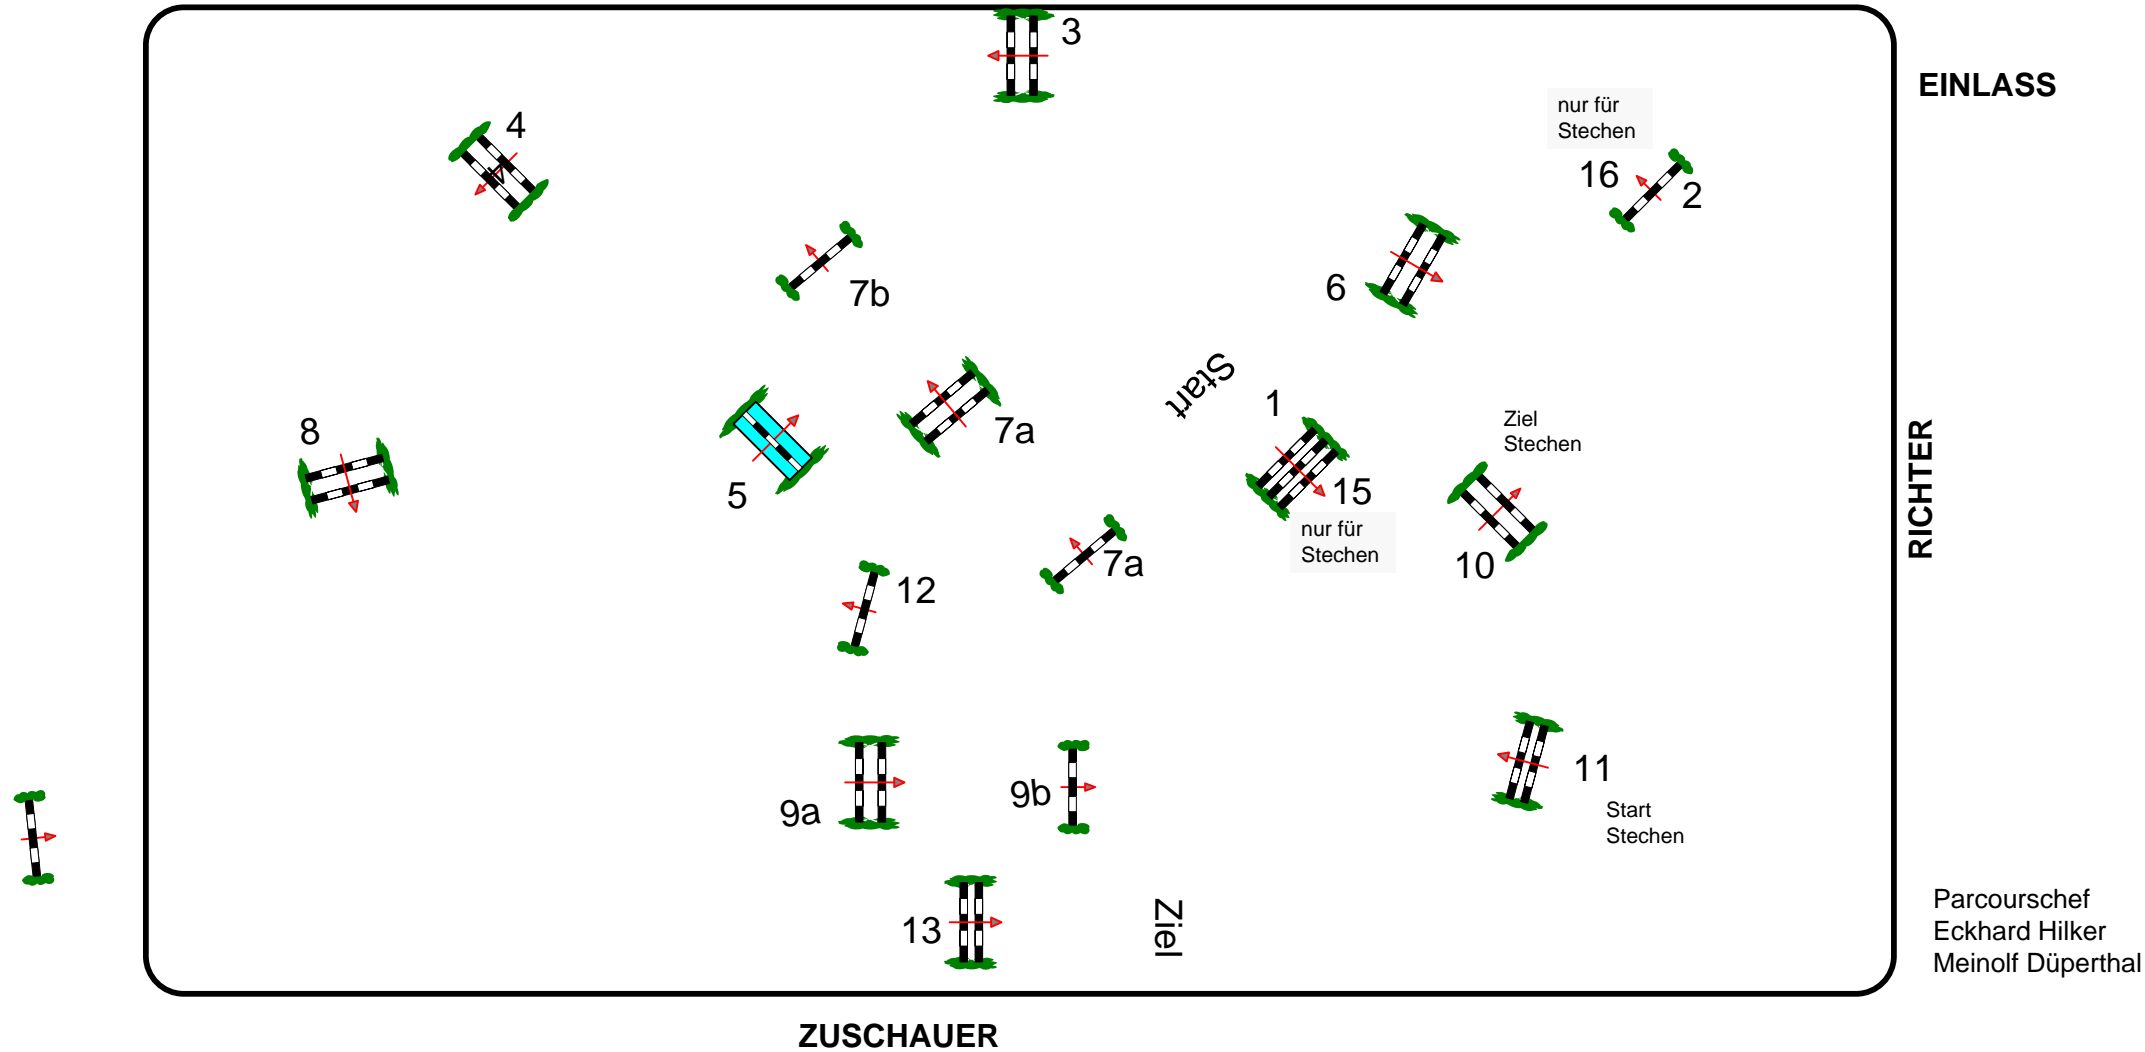 3
EINLASS
nur für
Stechen
4
16
2
7b
6
Start
1
8
7a
Ziel
Stechen
5
15
nur für
Stechen
10
RICHTER
7a
12
11
9a
9b
Start
Stechen
13
Ziel
Parcourschef
Eckhard Hilker
Meinolf Düperthal
ZUSCHAUER